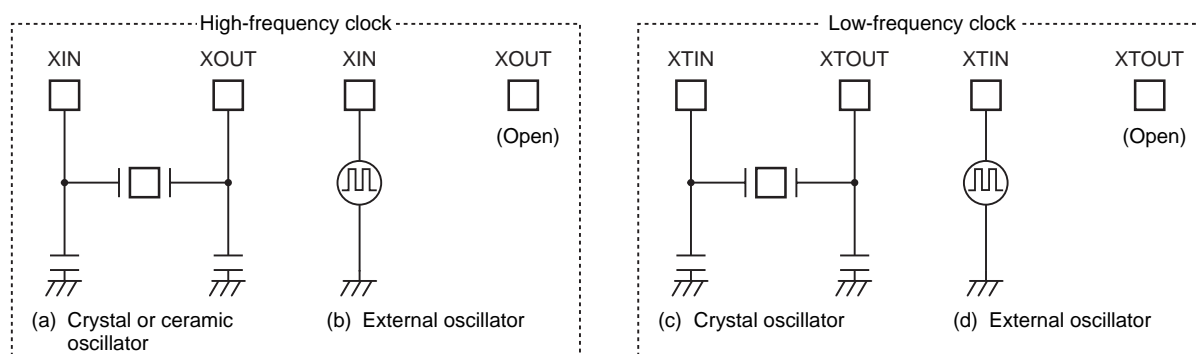 High-frequency clock
XIN
XOUT
XIN
XOUT
(Open)
(a) Crystal or ceramic
oscillator
(b) External oscillator
Low-frequency clock
XTIN
XTOUT
XTIN
XTOUT
(Open)
(c) Crystal oscillator
(d) External oscillator